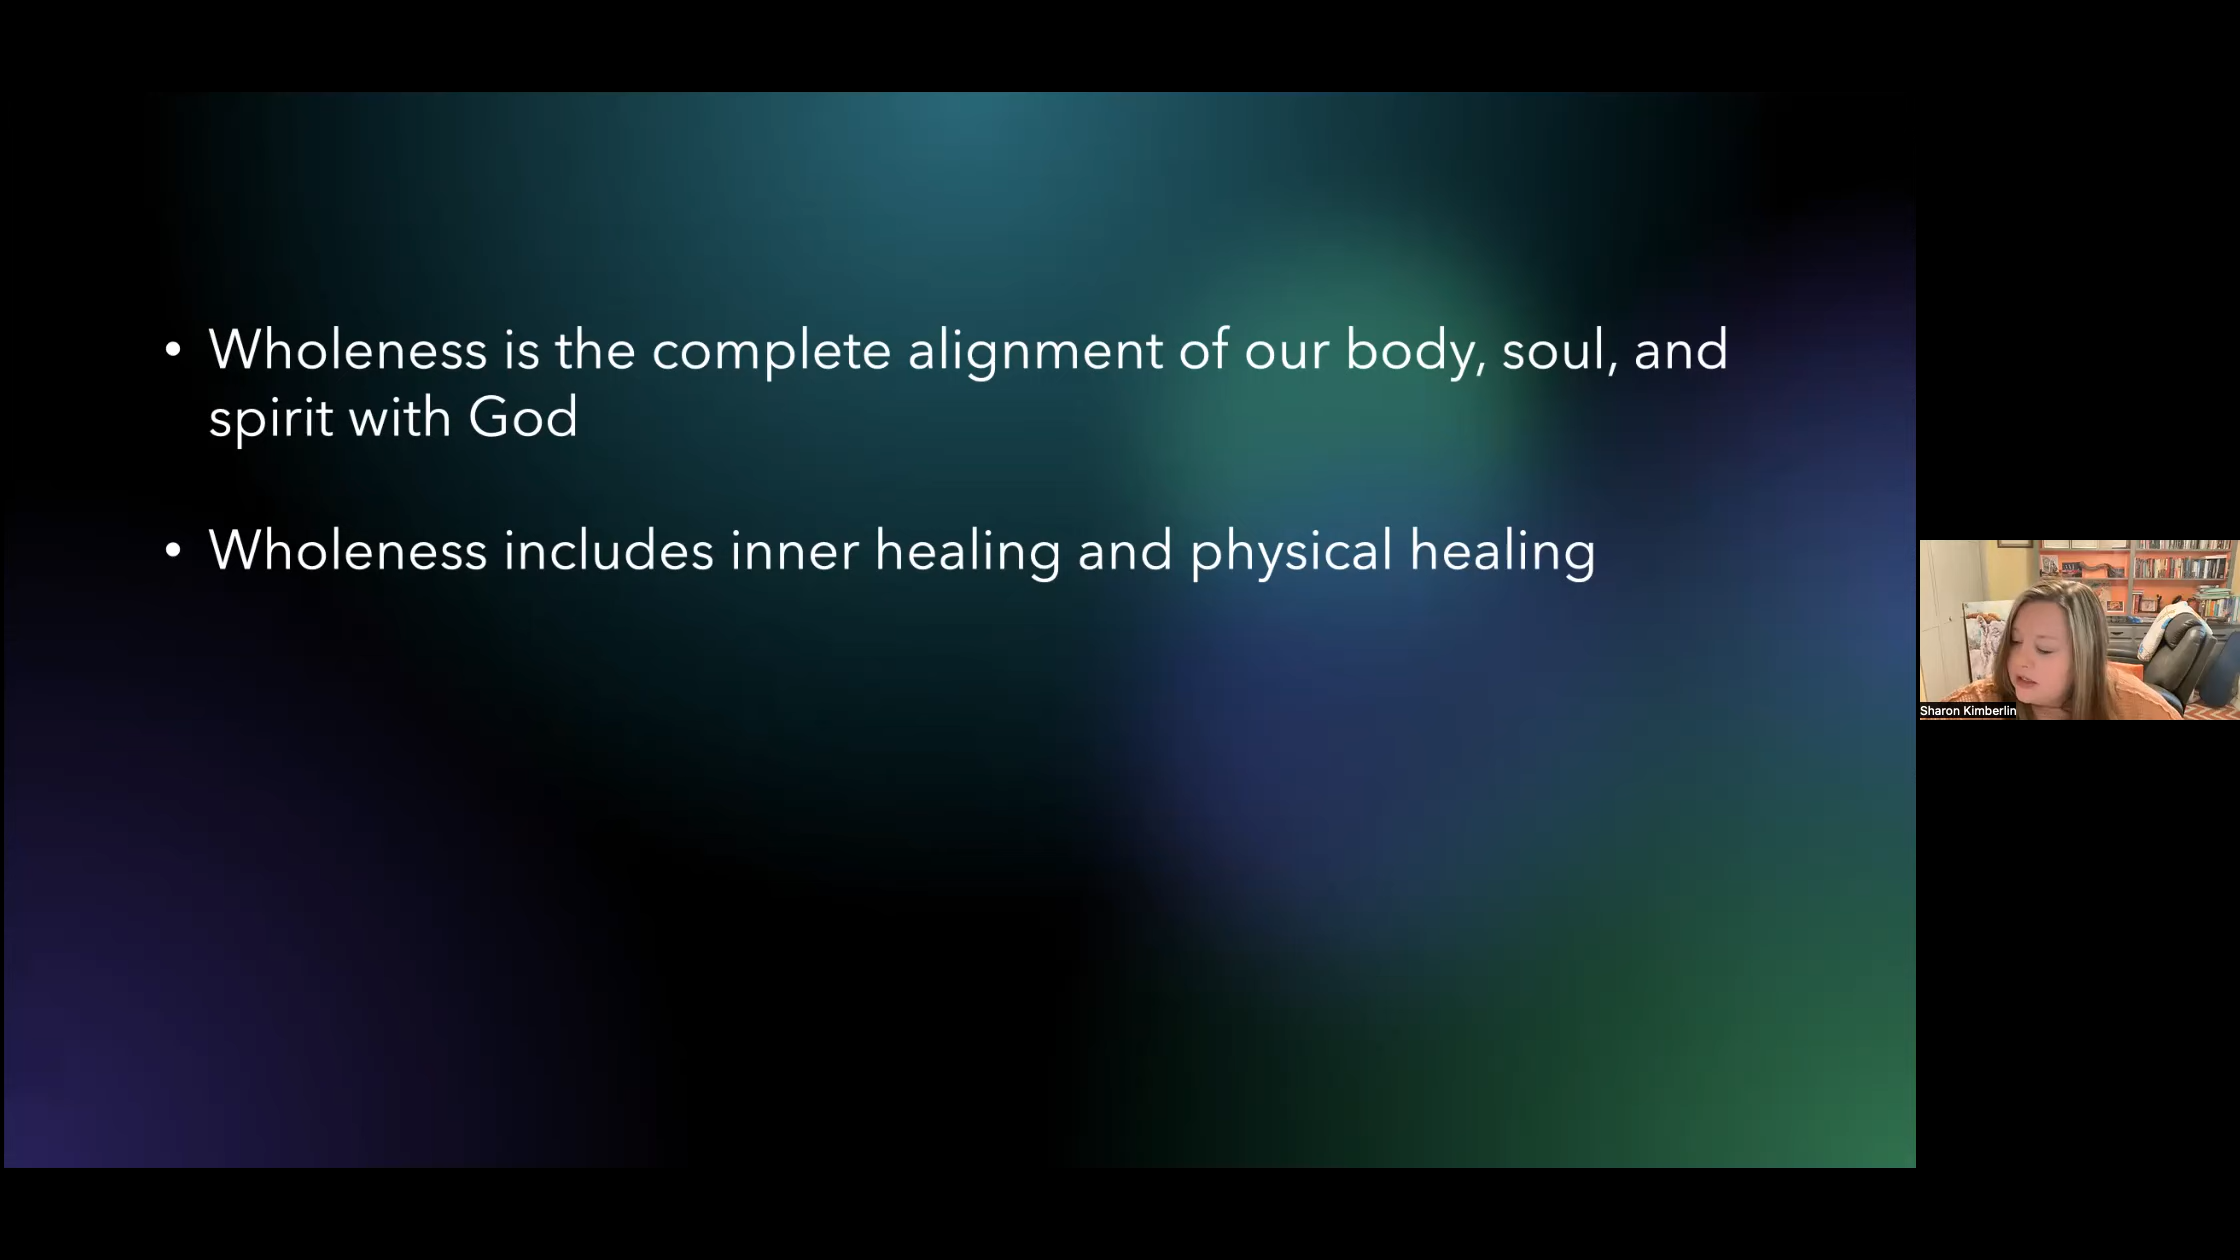 • Wholeness is the complete alignment of our body, soul, and
spirit with God
• Wholeness includes inner healing and physical healing
Sharon Kimberlin